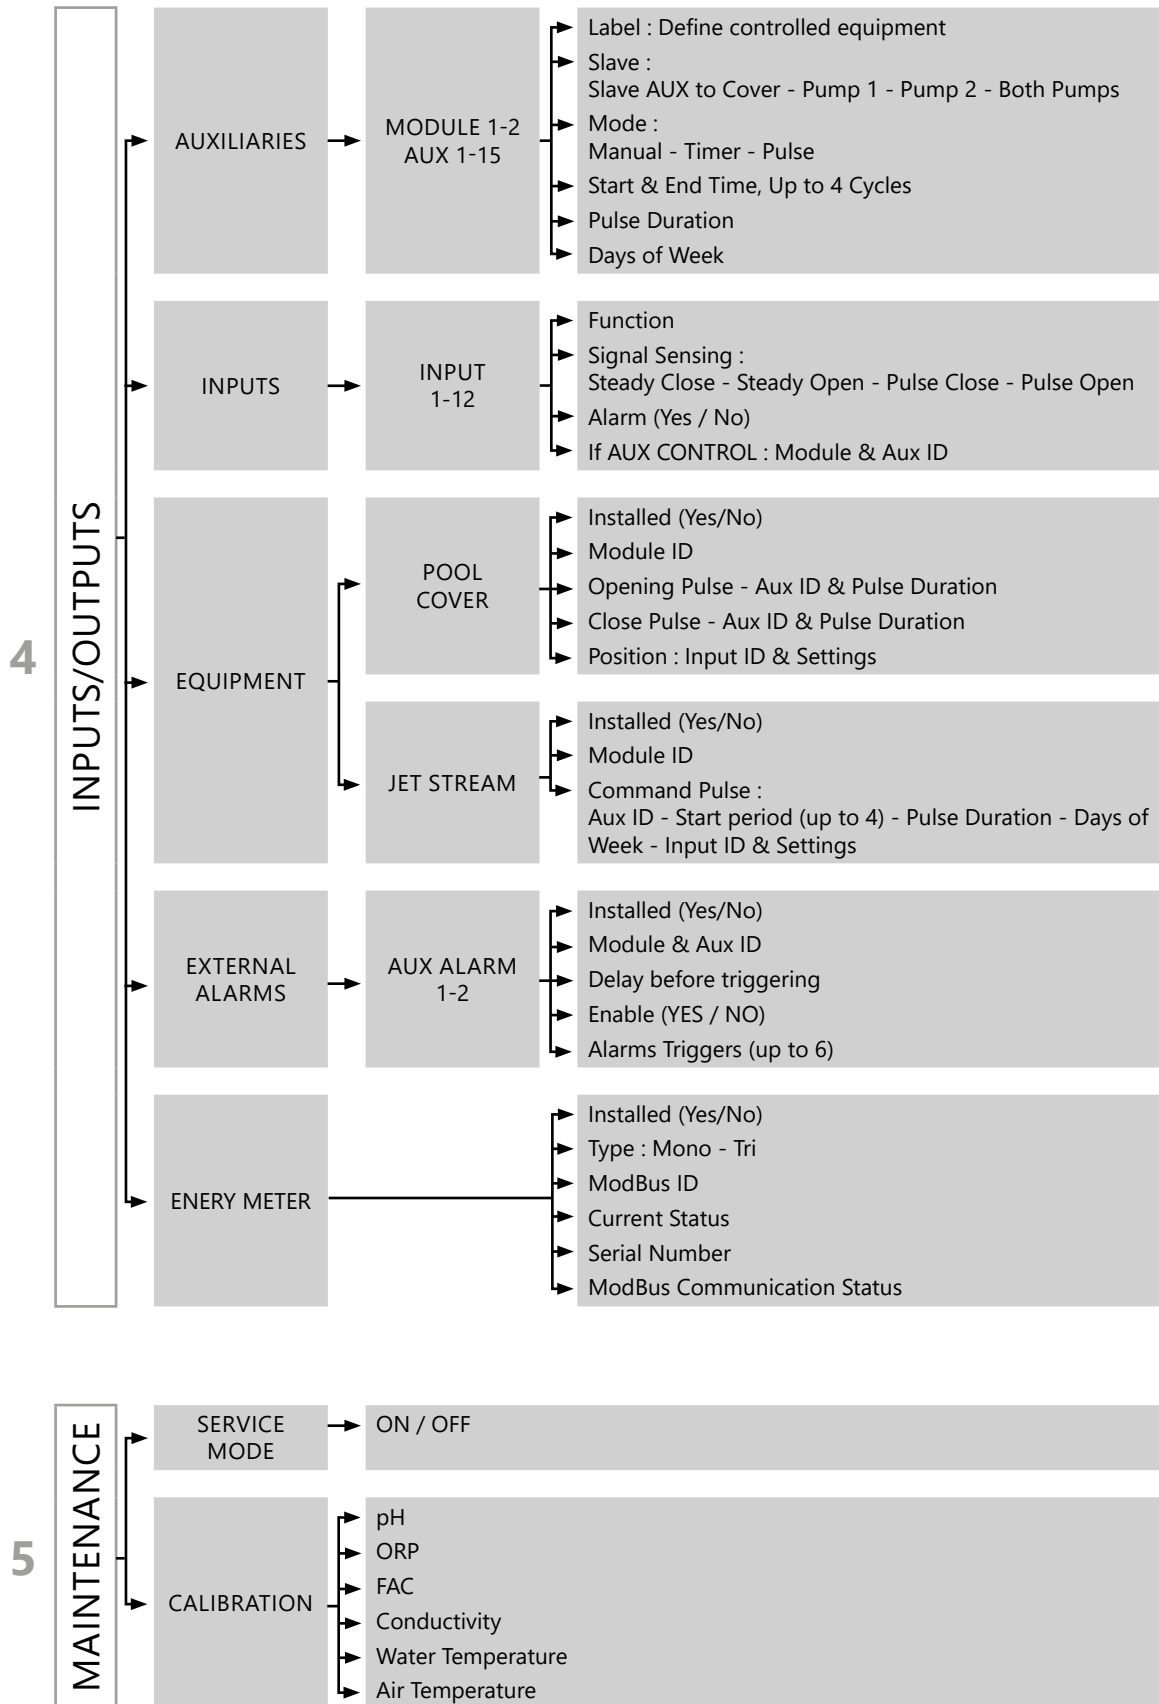 4
INPUTS/OUTPUTS
AUXILIARIES
MODULE 1-2
AUX 1-15
Label : Define controlled equipment
Slave :
Slave AUX to Cover - Pump 1 - Pump 2 - Both Pumps
Mode :
Manual - Timer - Pulse
Start & End Time, Up to 4 Cycles
Pulse Duration
Days of Week
INPUTS
INPUT
1-12
Function
Signal Sensing :
Steady Close - Steady Open - Pulse Close - Pulse Open
Alarm (Yes / No)
If AUX CONTROL : Module & Aux ID
EQUIPMENT
POOL
COVER
Installed (Yes/No)
Module ID
Opening Pulse - Aux ID & Pulse Duration
Close Pulse - Aux ID & Pulse Duration
Position : Input ID & Settings
JET STREAM
Installed (Yes/No)
Module ID
Command Pulse :
Aux ID - Start period (up to 4) - Pulse Duration - Days of
Week - Input ID & Settings
EXTERNAL
ALARMS
AUX ALARM
1-2
Installed (Yes/No)
Module & Aux ID
Delay before triggering
Enable (YES / NO)
Alarms Triggers (up to 6)
ENERY METER
Installed (Yes/No)
Type : Mono - Tri
ModBus ID
Current Status
Serial Number
ModBus Communication Status
5
MAINTENANCE
SERVICE
MODE
ON / OFF
CALIBRATION
pH
ORP
FAC
Conductivity
Water Temperature
Air Temperature